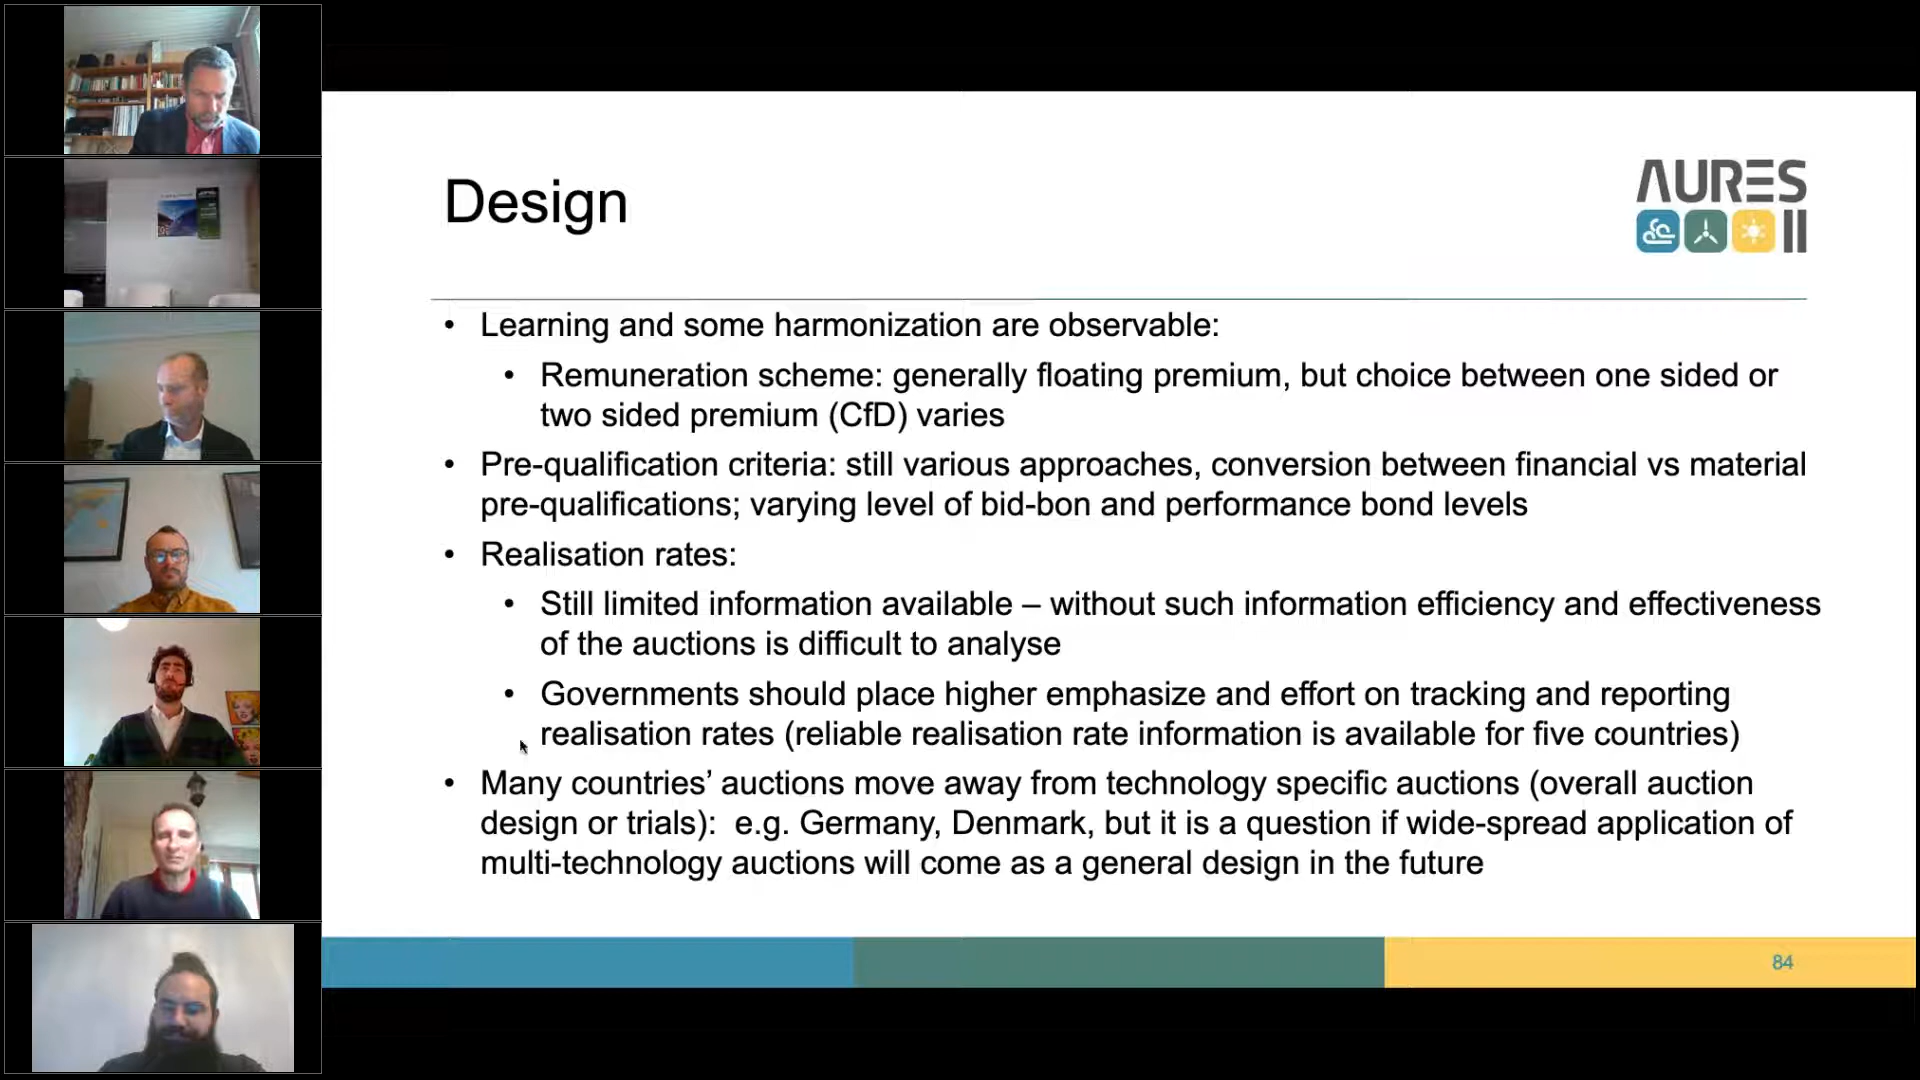 Design
AURES
II
• Learning and some harmonization are observable:
• Remuneration scheme: generally floating premium, but choice between one sided or
two sided premium (CfD) varies
• Pre-qualification criteria: still various approaches, conversion between financial vs material
pre-qualifications; varying level of bid-bon and performance bond levels
• Realisation rates:
• Still limited information available – without such information efficiency and effectiveness
of the auctions is difficult to analyse
• Governments should place higher emphasize and effort on tracking and reporting
realisation rates (reliable realisation rate information is available for five countries)
• Many countries’ auctions move away from technology specific auctions (overall auction
design or trials):  e.g. Germany, Denmark, but it is a question if wide-spread application of
multi-technology auctions will come as a general design in the future
84